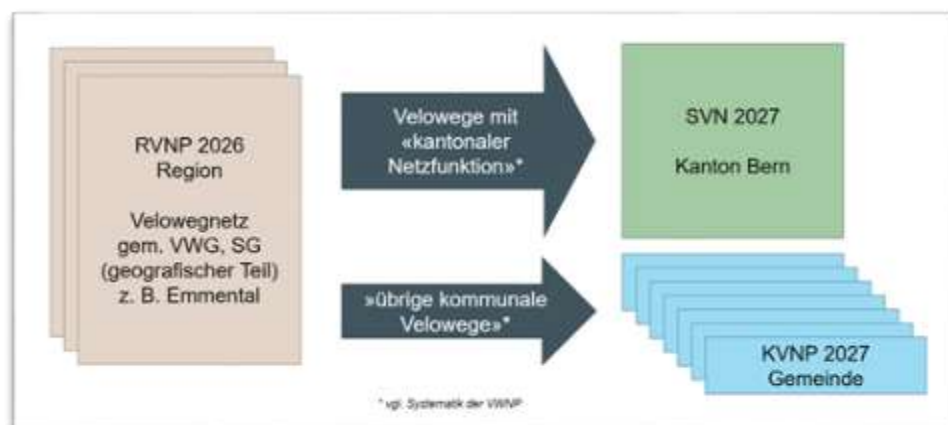 RVNP 2026
Region
Velowegnetz
gem. VWG, SG
(geografischer Teil)
z. B. Emmental
Velowege mit
«kantonaler
Netzfunktion»*
»übrige kommunale
Velowege»*
SVN 2027
Kanton Bern
KVNP 2027
Gemeinde
* vgl. Systematik der VWNP